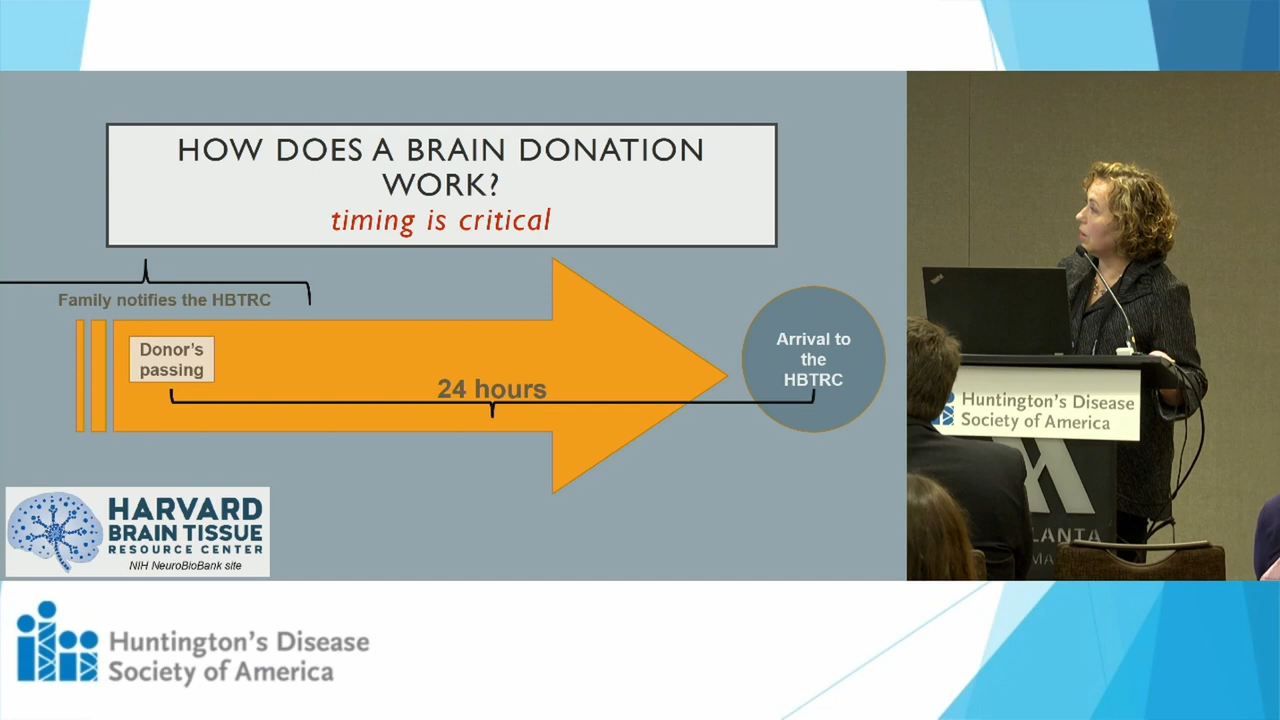 HOW DOES A BRAIN DONATION
WORK?
timing is critical
Family notifies the HBTRC
Donor's
passing
24 hours
Arrival to
the
HBTRC
HARVARD
BRAIN TISSUE
RESOURCE CENTER
NIH NeuroBioBank site
Huntington's Disease
Society of America
LANTA
MA
Huntington's Disease
Society of America